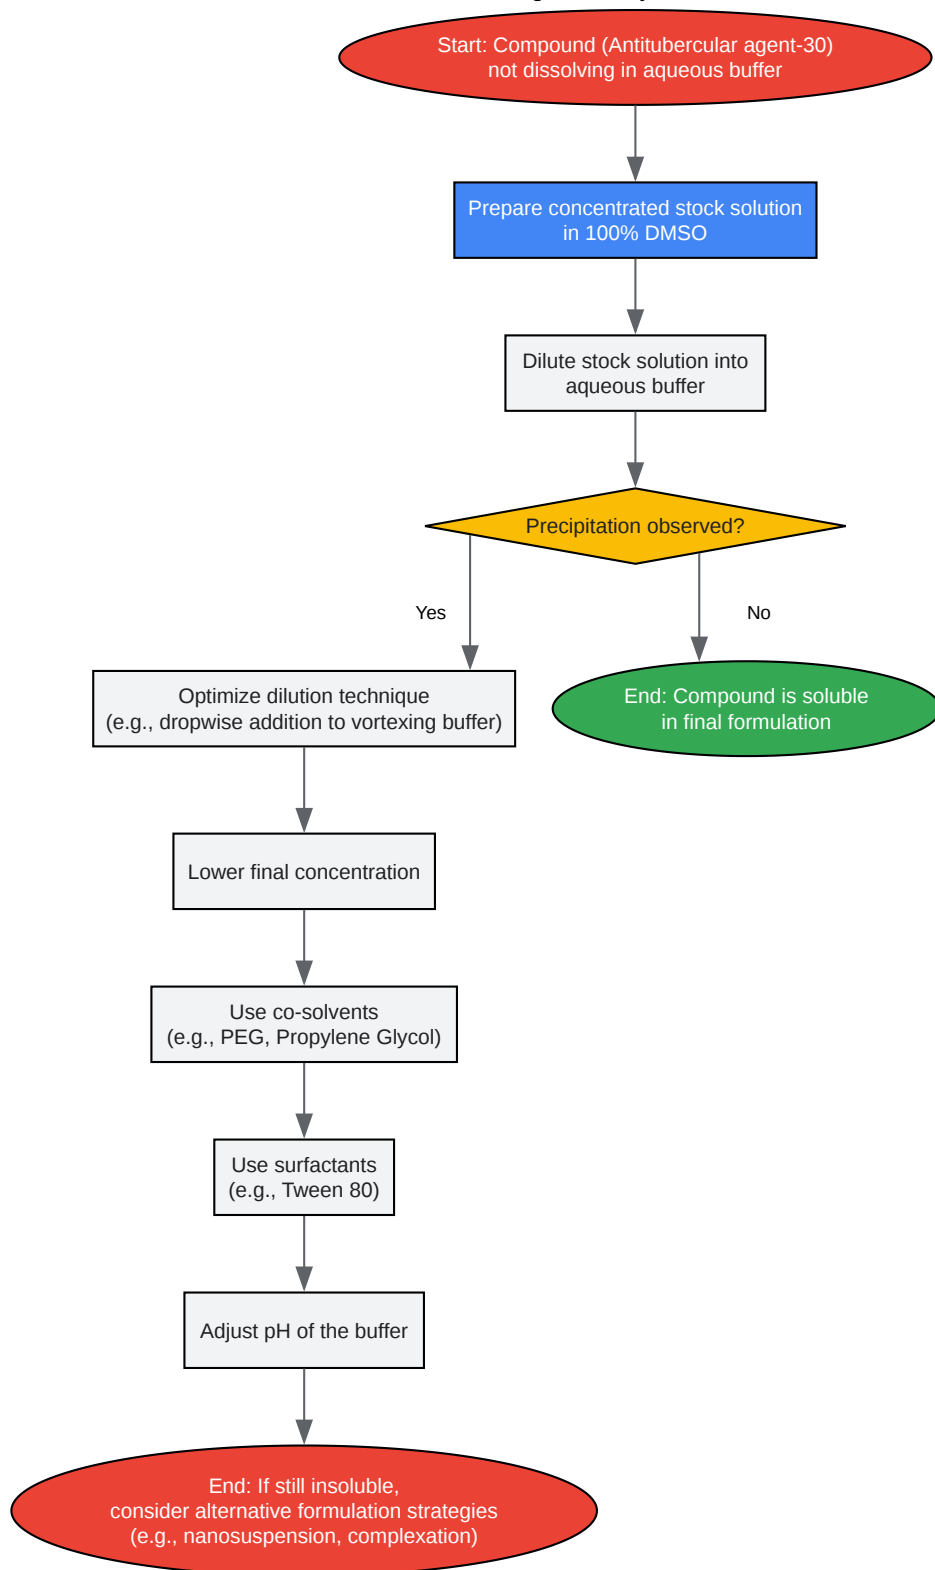 Start: Compound (Antitubercular agent-30)
not dissolving in aqueous buffer
Prepare concentrated stock solution
in 100% DMSO
Dilute stock solution into
aqueous buffer
Precipitation observed?
Yes
No
Optimize dilution technique
(e.g., dropwise addition to vortexing buffer)
End: Compound is soluble
in final formulation
Lower final concentration
Use co-solvents
(e.g., PEG, Propylene Glycol)
Use surfactants
(e.g., Tween 80)
Adjust pH of the buffer
End: If still insoluble,
consider alternative formulation strategies
(e.g., nanosuspension, complexation)